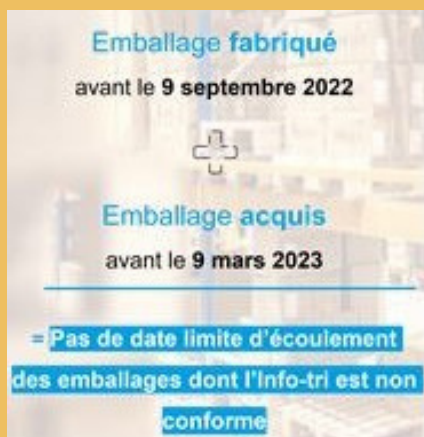 Emballage fabriqué
avant le 9 septembre 2022
Emballage acquis
avant le 9 mars 2023
= Pas de date limite d'écoulement
des emballages dont l'Info-tri est non
conforme